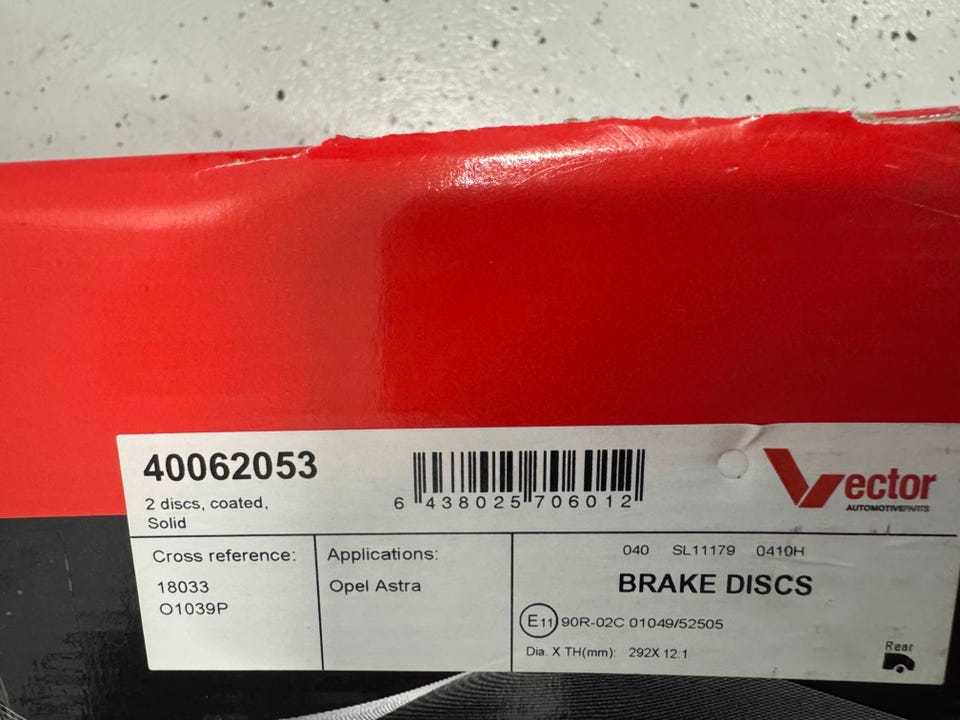 40062053
2 discs, coated,
Solid
6 438025 706012
Vector
AUTOMOTIVEPARTS
Cross reference:
18033
O1039P
Applications:
Opel Astra
040 SL11179 0410H
BRAKE DISCS
E11 90R-02C 01049/52505
Dia. X TH(mm): 292X 12.1
Rear